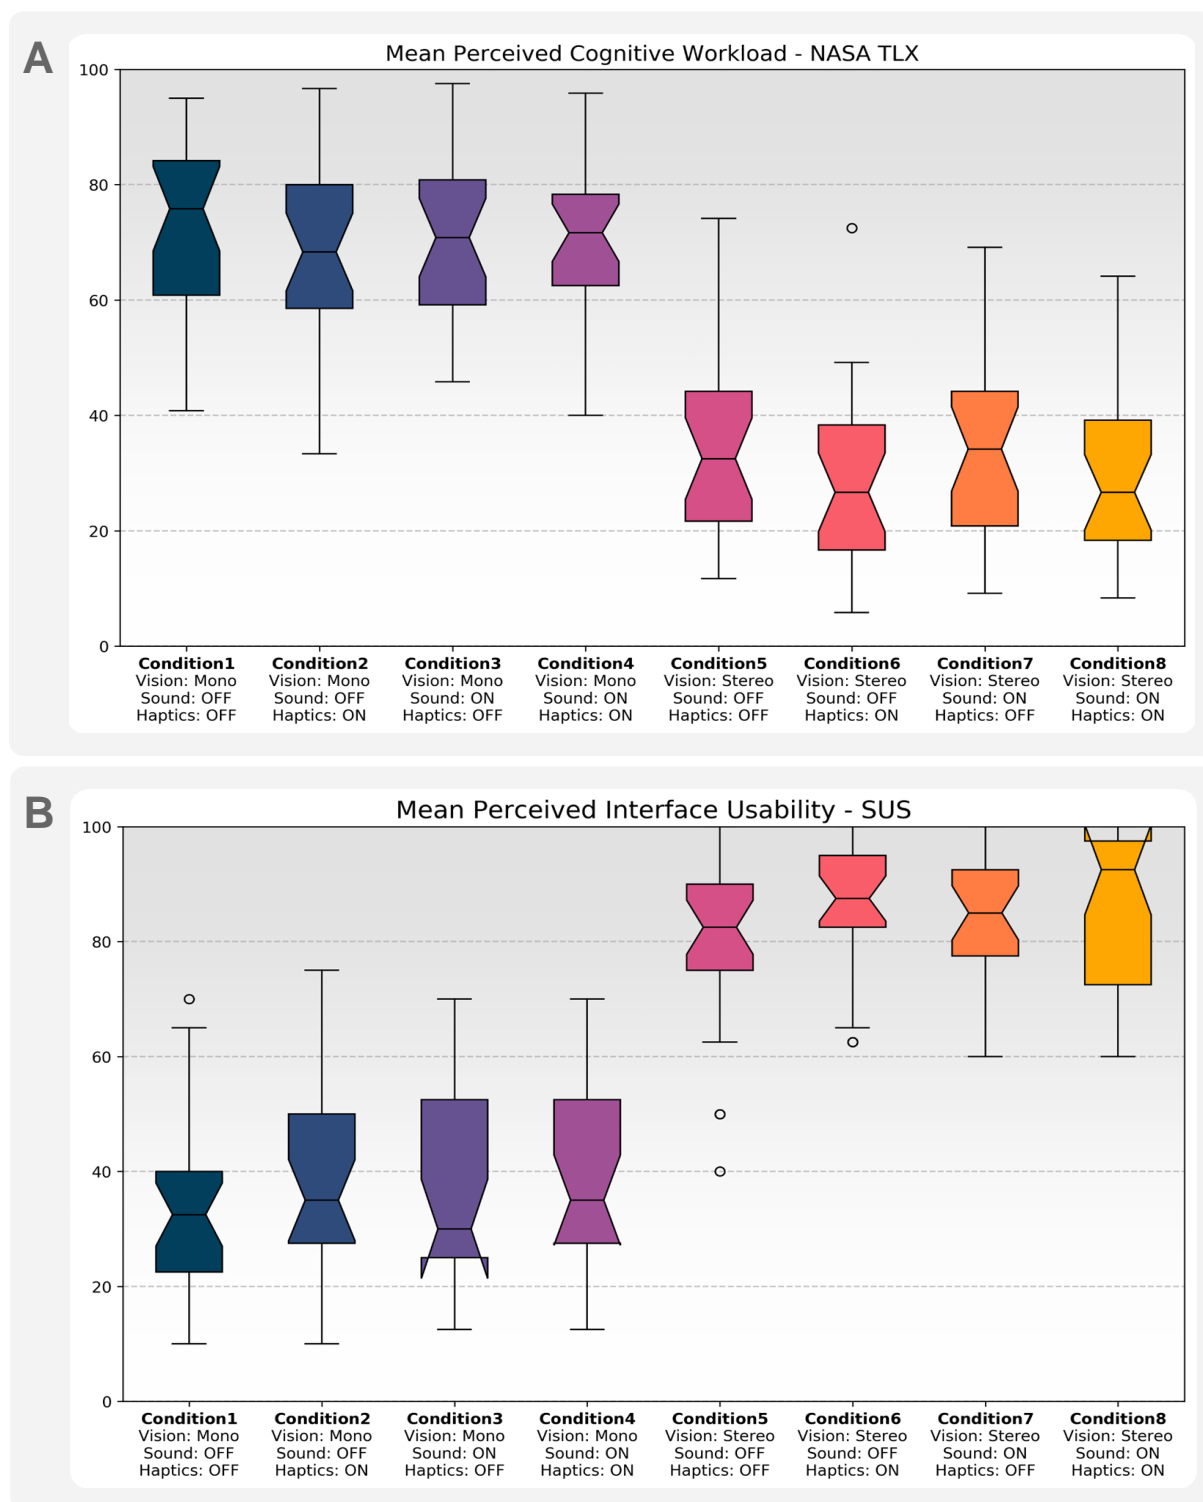 A
Mean Perceived Cognitive Workload - NASA TLX
100
80
60
40
20
0
Condition1 Condition2 Condition3 Condition4 Condition5 Condition6 Condition7 Condition8
Vision: Mono Vision: Mono Vision: Mono Vision: Mono Vision: Stereo Vision: Stereo Vision: Stereo Vision: Stereo
Sound: OFF Sound: OFF Sound: ON Sound: ON Sound: OFF Sound: OFF Sound: ON Sound: ON
Haptics: OFF Haptics: ON Haptics: OFF Haptics: ON Haptics: OFF Haptics: ON Haptics: OFF Haptics: ON
B
Mean Perceived Interface Usability - SUS
100
80
60
40
20
0
Condition1 Condition2 Condition3 Condition4 Condition5 Condition6 Condition7 Condition8
Vision: Mono Vision: Mono Vision: Mono Vision: Mono Vision: Stereo Vision: Stereo Vision: Stereo Vision: Stereo
Sound: OFF Sound: OFF Sound: ON Sound: ON Sound: OFF Sound: OFF Sound: ON Sound: ON
Haptics: OFF Haptics: ON Haptics: OFF Haptics: ON Haptics: OFF Haptics: ON Haptics: OFF Haptics: ON